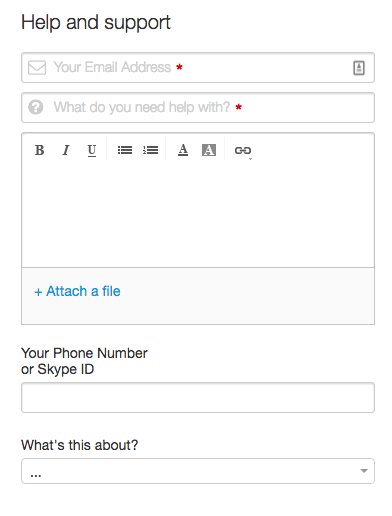 Help and support
Your Email Address *
What do you need help with? *
B I U A A
+ Attach a file
Your Phone Number
or Skype ID
What's this about?
...